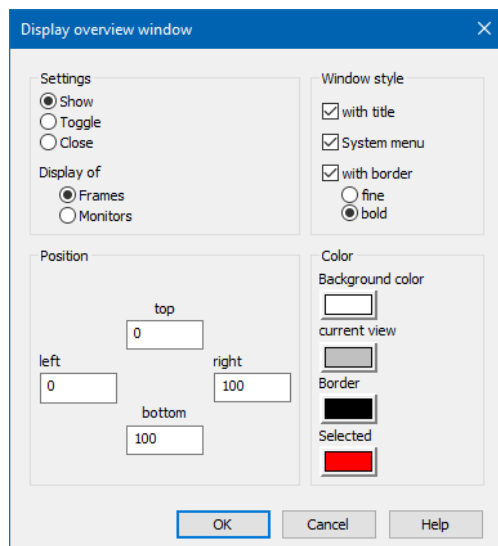 Display overview window
Settings
Show
Toggle
Close
Display of
Frames
Monitors
Window style
with title
System menu
with border
fine
bold
Position
top
0
left
right
0
100
bottom
100
Color
Background color
current view
Border
Selected
OK
Cancel
Help